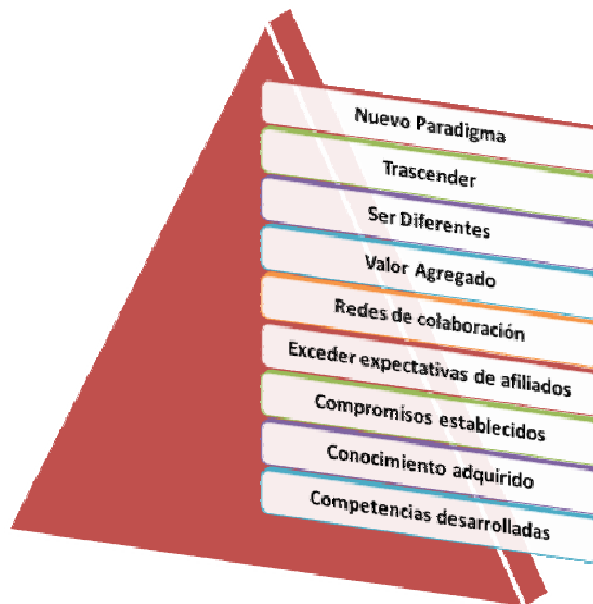 Nuevo Paradigma
Trascender
Ser Diferentes
Valor Agregado
Redes de colaboración
Exceder expectativas de afiliados
Compromisos establecidos
Conocimiento adquirido
Competencias desarrolladas